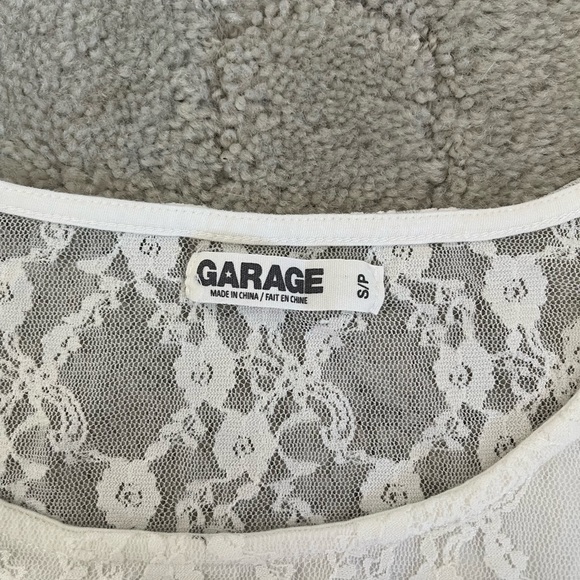 GARAGE
MADE IN CHINA / FAIT EN CHINE
S/P